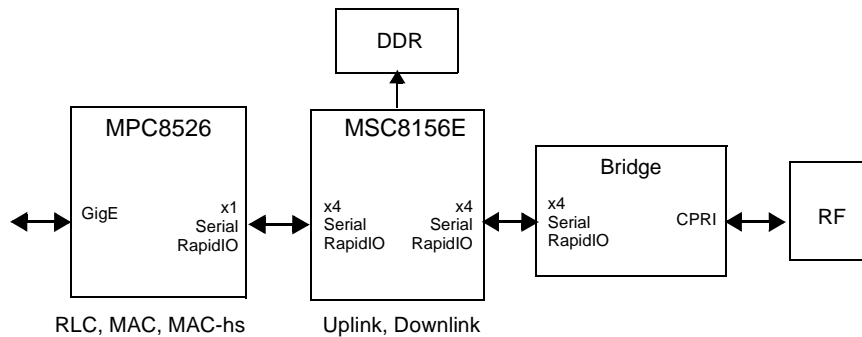 DDR
MPC8526
GigE
x1
Serial
RapidIO
RLC, MAC, MAC-hs
MSC8156E
x4
Serial
RapidIO
x4
Serial
RapidIO
Uplink, Downlink
Bridge
x4
Serial
RapidIO
CPRI
RF